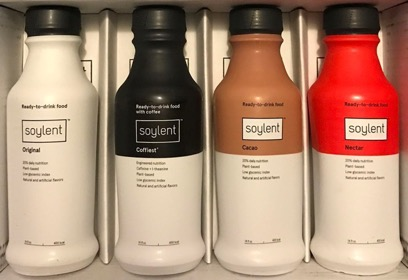 Ready-to-drink food
soylent
Original
20% daily nutrition
Plant-based
Low glycemic index
Natural and artificial flavors
Ready-to-drink food
with coffee
soylent
Coffiest
Engineered nutrition
Plant-based
Low glycemic index
Natural and artificial flavors
Ready-to-drink food
soylent
Cacao
20% daily nutrition
Plant-based
Low glycemic index
Natural and artificial flavors
Ready-to-drink food
soylent
Nectar
20% daily nutrition
Plant-based
Low glycemic index
Natural and artificial flavors